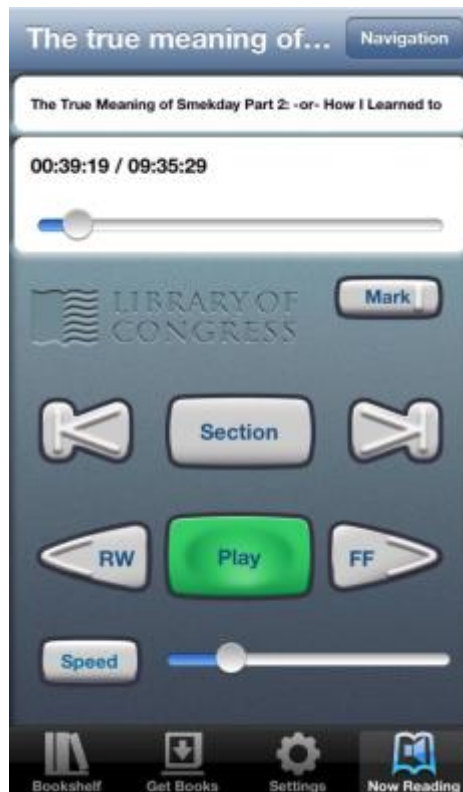 The true meaning of...
Navigation
The True Meaning of Smekday Part 2: -or- How I Learned to
00:39:19 / 09:35:29
Mark
LIBRARY OF
CONGRESS
Section
RW
Play
FF
Speed
Bookshelf
Get Books
Settings
Now Reading